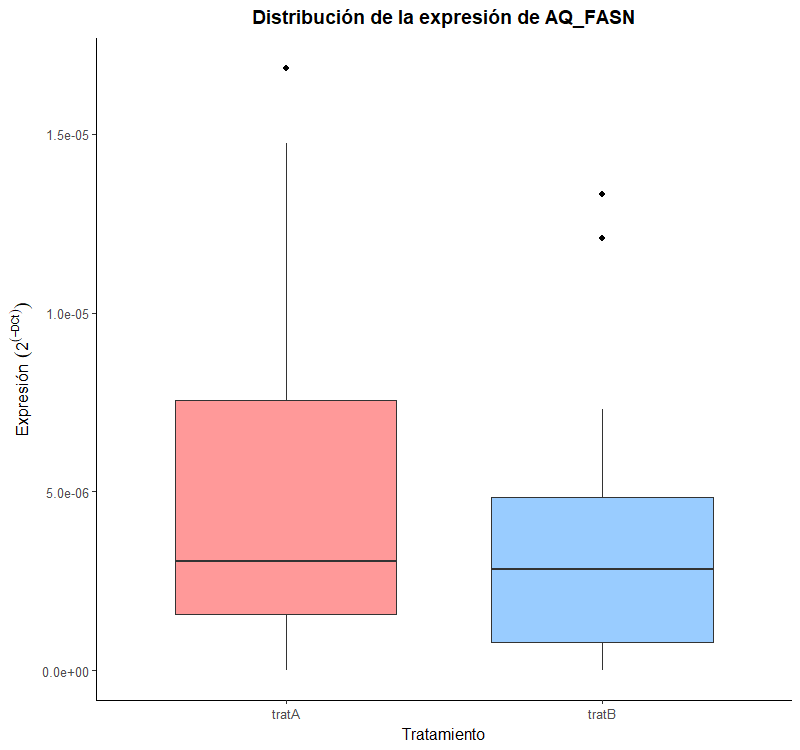 Distribución de la expresión de AQ_FASN
Expresión (2^(-DCt))
1.5e-05
1.0e-05
5.0e-06
0.0e+00
tratA
tratB
Tratamiento